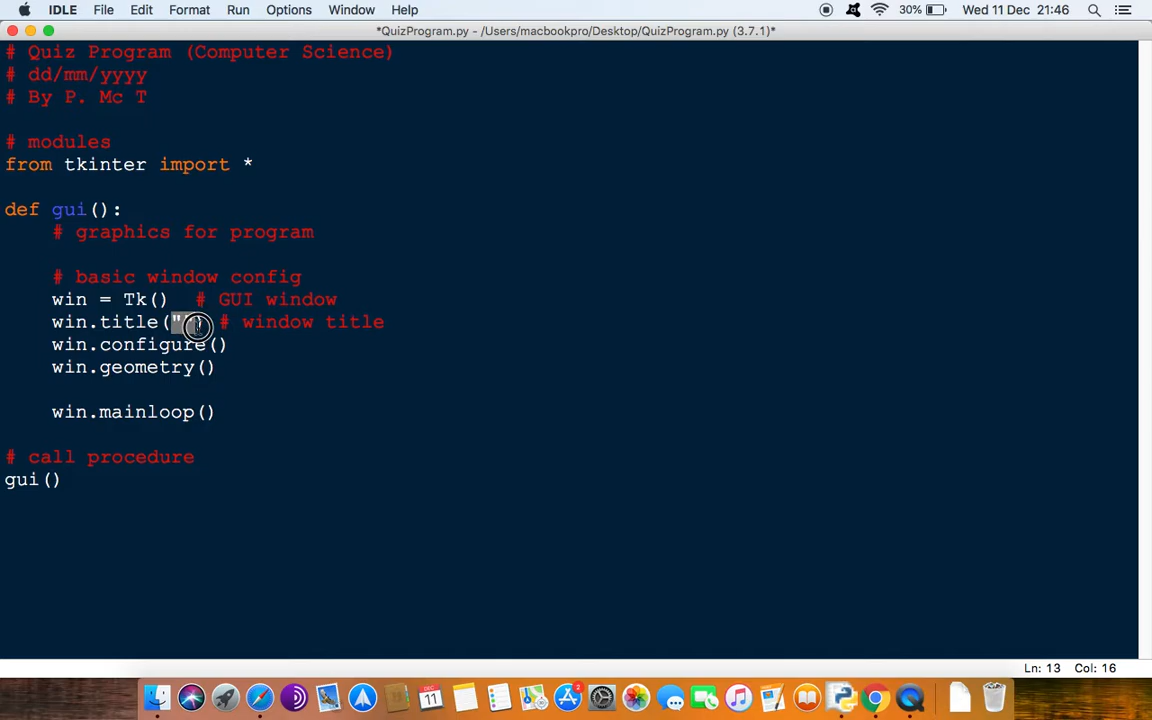 IDLE File Edit Format Run Options Window Help 30% Wed 11 Dec 21:46
*QuizProgram.py - /Users/macbookpro/Desktop/QuizProgram.py (3.7.1)*
# Quiz Program (Computer Science)
# dd/mm/yyyy
# By P. Mc T
# modules
from tkinter import *
def gui():
# graphics for program
# basic window config
win = Tk() # GUI window
win.title("") # window title
win.configure()
win.geometry()
win.mainloop()
# call procedure
gui()
Ln: 13 Col: 16